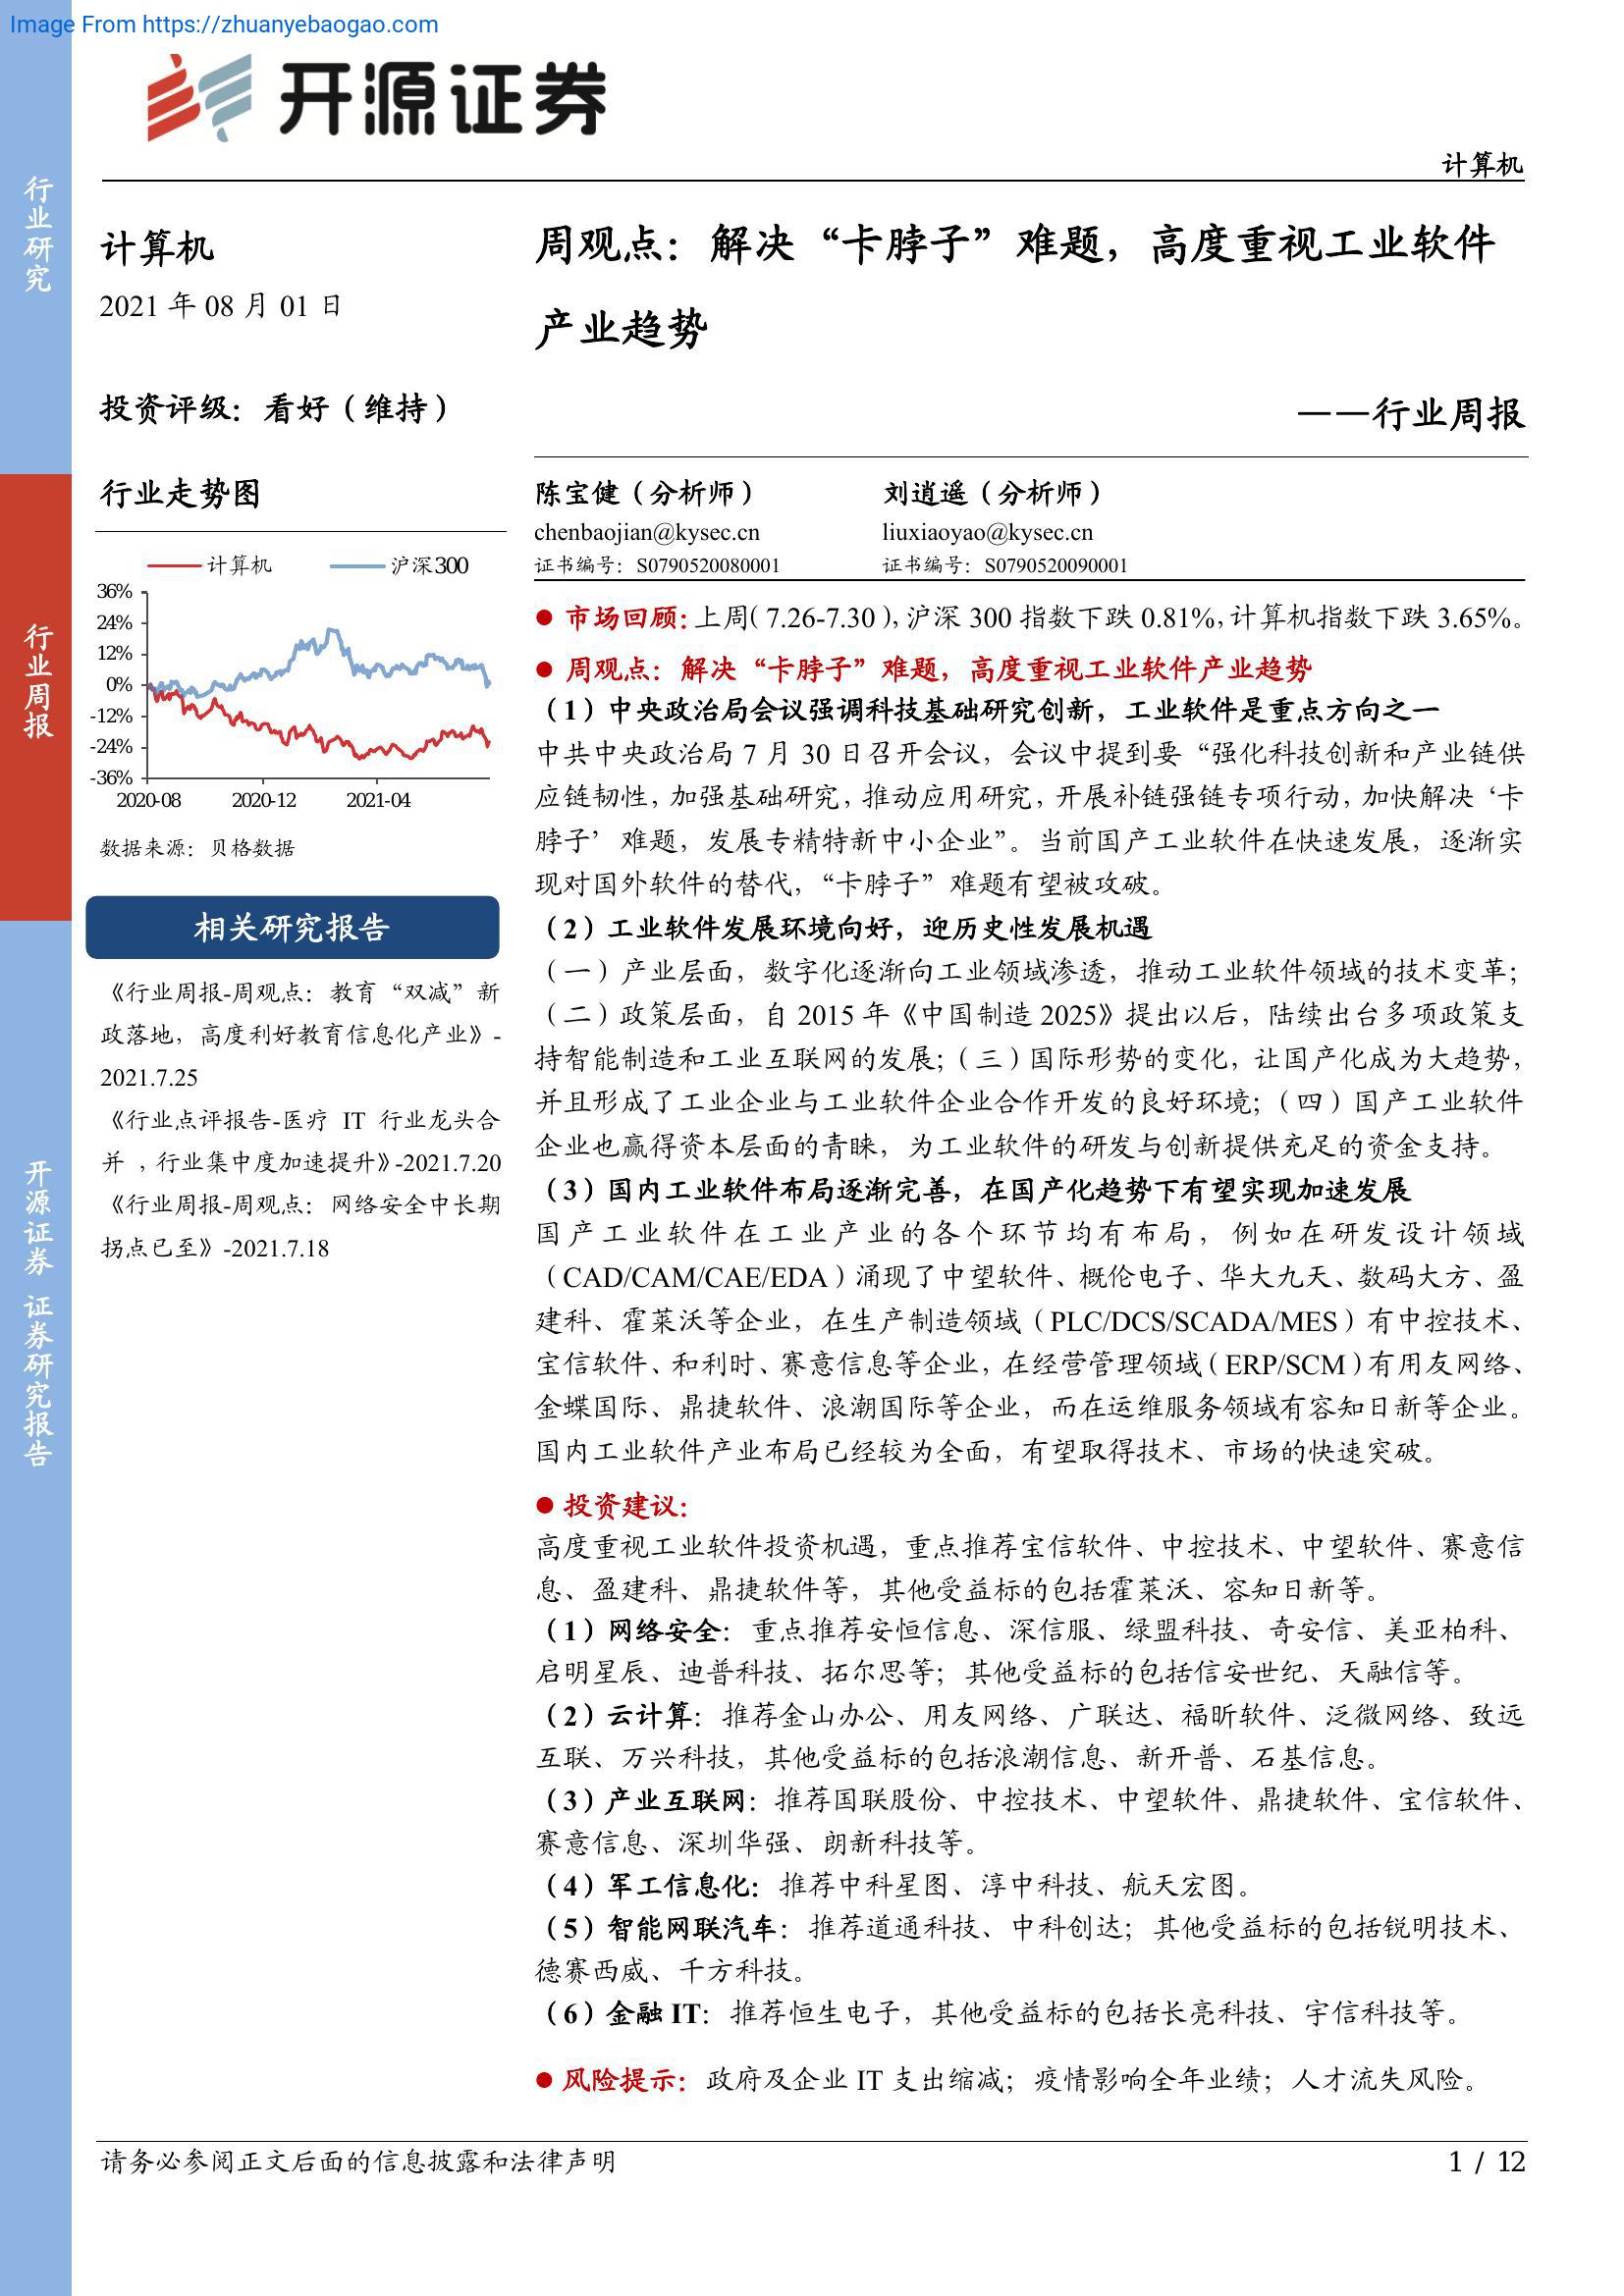 Image From https://zhuanyebaogao.com
开源证券
计算机
行业研究
行业周报
开源证券 证券研究报告
计算机
2021 年 08 月 01 日
投资评级：看好（维持）
行业走势图
计算机 沪深300
36%
24%
12%
0%
-12%
-24%
-36%
2020-08 2020-12 2021-04
数据来源：贝格数据
相关研究报告
《行业周报-周观点：教育“双减”新
政落地，高度利好教育信息化产业》-
2021.7.25
《行业点评报告-医疗 IT 行业龙头合
并，行业集中度加速提升》-2021.7.20
《行业周报-周观点：网络安全中长期
拐点已至》-2021.7.18
周观点：解决“卡脖子”难题，高度重视工业软件
产业趋势
——行业周报
陈宝健（分析师） 刘逍遥（分析师）
chenbaojian@kysec.cn liuxiaoyao@kysec.cn
证书编号：S0790520080001 证书编号：S0790520090001
● 市场回顾：上周（7.26-7.30），沪深 300 指数下跌 0.81%，计算机指数下跌 3.65%。
● 周观点：解决“卡脖子”难题，高度重视工业软件产业趋势
（1）中央政治局会议强调科技基础研究创新，工业软件是重点方向之一
中共中央政治局 7 月 30 日召开会议，会议中提到要“强化科技创新和产业链供
应链韧性，加强基础研究，推动应用研究，开展补链强链专项行动，加快解决‘卡
脖子’难题，发展专精特新中小企业”。当前国产工业软件在快速发展，逐渐实
现对国外软件的替代，“卡脖子”难题有望被攻破。
（2）工业软件发展环境向好，迎历史性发展机遇
（一）产业层面，数字化逐渐向工业领域渗透，推动工业软件领域的技术变革；
（二）政策层面，自 2015 年《中国制造 2025》提出以后，陆续出台多项政策支
持智能制造和工业互联网的发展；（三）国际形势的变化，让国产化成为大趋势，
并且形成了工业企业与工业软件企业合作开发的良好环境；（四）国产工业软件
企业也赢得资本层面的青睐，为工业软件的研发与创新提供充足的资金支持。
（3）国内工业软件布局逐渐完善，在国产化趋势下有望实现加速发展
国产工业软件在工业产业的各个环节均有布局，例如在研发设计领域
（CAD/CAM/CAE/EDA）涌现了中望软件、概伦电子、华大九天、数码大方、盈
建科、霍莱沃等企业，在生产制造领域（PLC/DCS/SCADA/MES）有中控技术、
宝信软件、和利时、赛意信息等企业，在经营管理领域（ERP/SCM）有用友网络、
金蝶国际、鼎捷软件、浪潮国际等企业，而在运维服务领域有容知日新等企业。
国内工业软件产业布局已经较为全面，有望取得技术、市场的快速突破。
● 投资建议：
高度重视工业软件投资机遇，重点推荐宝信软件、中控技术、中望软件、赛意信
息、盈建科、鼎捷软件等，其他受益标的包括霍莱沃、容知日新等。
（1）网络安全：重点推荐安恒信息、深信服、绿盟科技、奇安信、美亚柏科、
启明星辰、迪普科技、拓尔思等；其他受益标的包括信安世纪、天融信等。
（2）云计算：推荐金山办公、用友网络、广联达、福昕软件、泛微网络、致远
互联、万兴科技，其他受益标的包括浪潮信息、新开普、石基信息。
（3）产业互联网：推荐国联股份、中控技术、中望软件、鼎捷软件、宝信软件、
赛意信息、深圳华强、朗新科技等。
（4）军工信息化：推荐中科星图、淳中科技、航天宏图。
（5）智能网联汽车：推荐道通科技、中科创达；其他受益标的包括锐明技术、
德赛西威、千方科技。
（6）金融 IT：推荐恒生电子，其他受益标的包括长亮科技、宇信科技等。
● 风险提示：政府及企业 IT 支出缩减；疫情影响全年业绩；人才流失风险。
请务必参阅正文后面的信息披露和法律声明
1 / 12